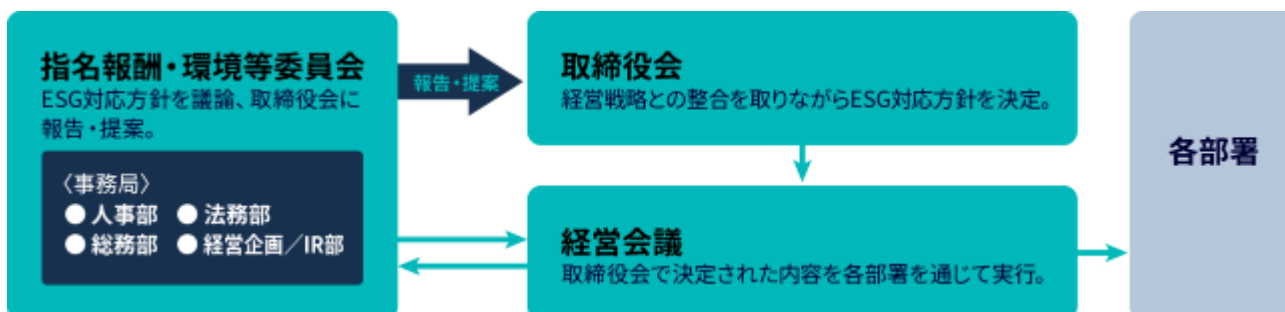 指名報酬・環境等委員会
ESG対応方針を議論、取締役会に
報告・提案。
〈事務局〉
●人事部 ●法務部
●総務部 ●経営企画／IR部
報告・提案
取締役会
経営戦略との整合を取りながらESG対応方針を決定。
経営会議
取締役会で決定された内容を各部署を通じて実行。
各部署